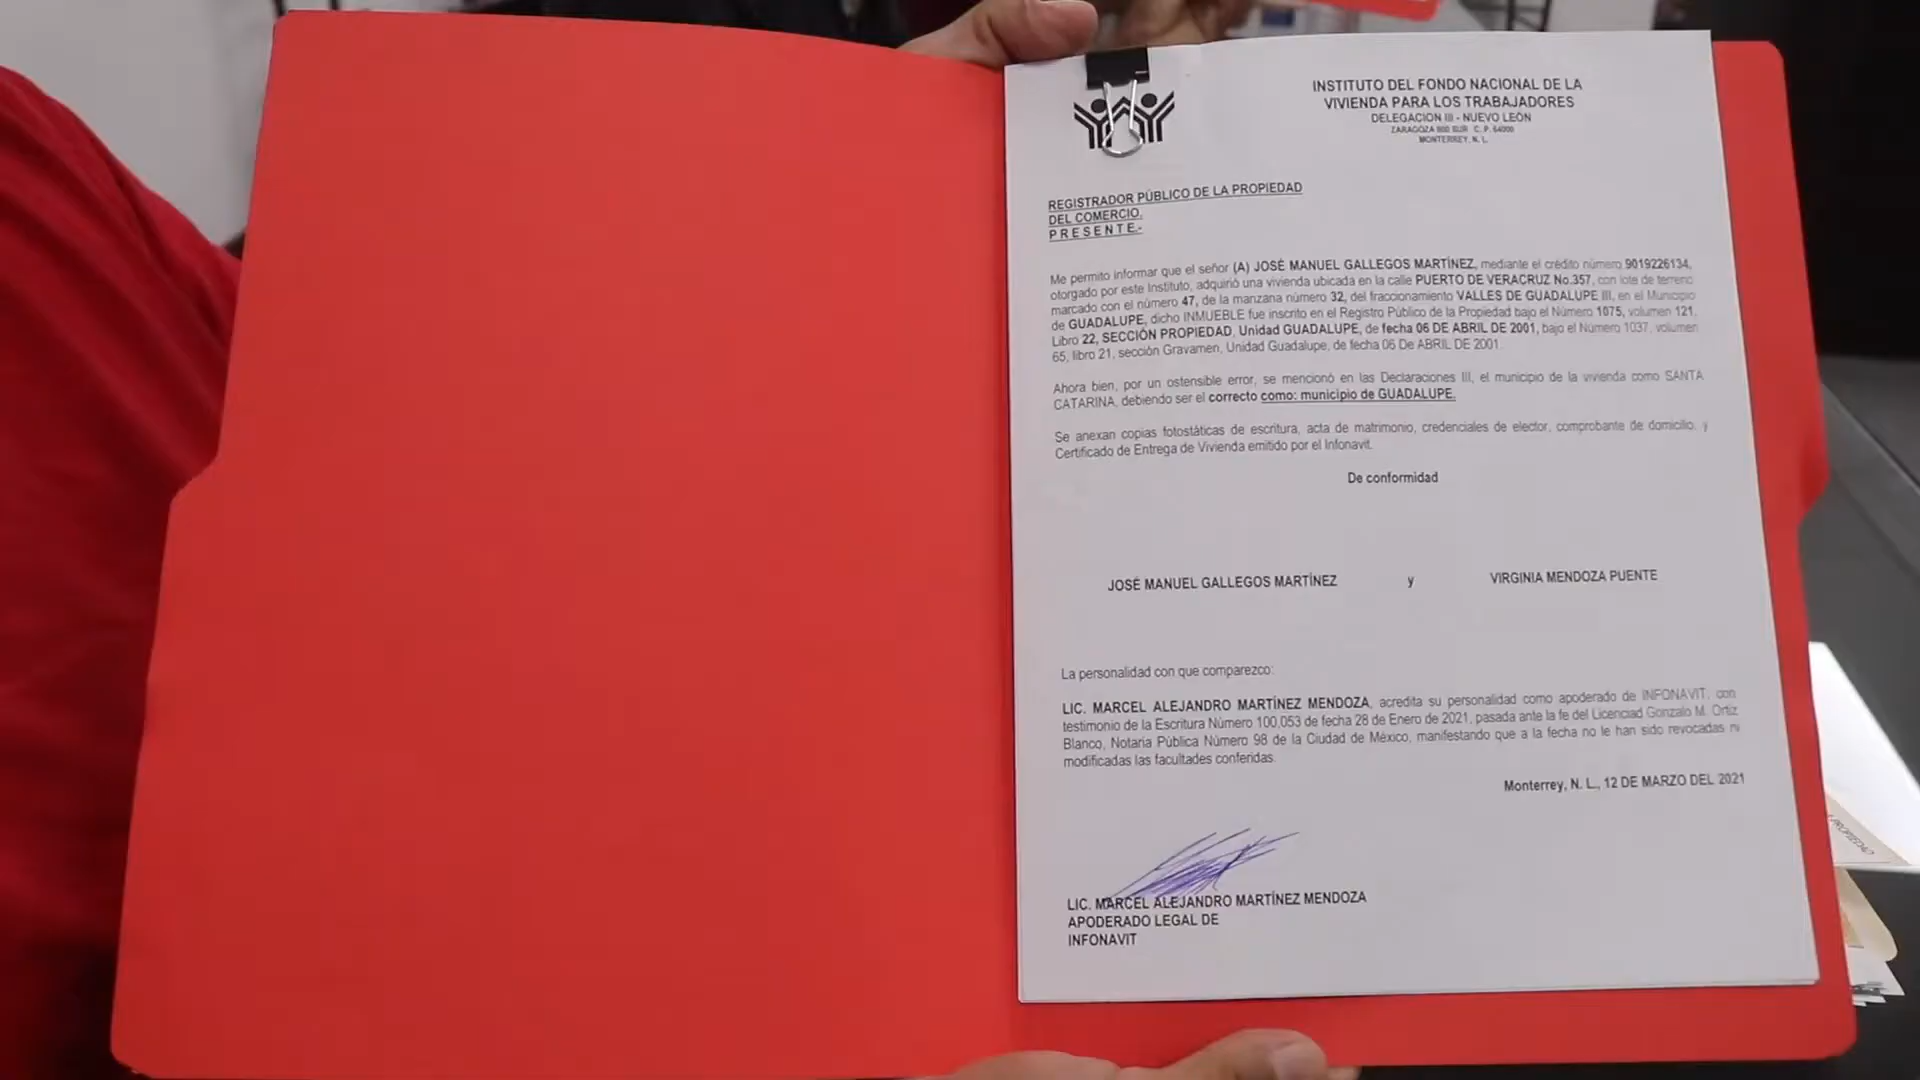 INSTITUTO DEL FONDO NACIONAL DE LA
VIVIENDA PARA LOS TRABAJADORES
DELEGACION III - NUEVO LEÓN
ZARAGOZA 800 SUR C. P. 64000
MONTERREY, N. L.
REGISTRADOR PÚBLICO DE LA PROPIEDAD
DEL COMERCIO.
P R E S E N T E.-
Me permito informar que el señor (A) JOSÉ MANUEL GALLEGOS MARTÍNEZ, mediante el crédito número 9019226134,
otorgado por este Instituto, adquirió una vivienda ubicada en la calle PUERTO DE VERACRUZ No.357, con lote de terreno
marcado con el número 47, de la manzana número 32, del fraccionamiento VALLES DE GUADALUPE III, en el Municipio
de GUADALUPE, dicho INMUEBLE fue inscrito en el Registro Público de la Propiedad bajo el Número 1075, volumen 121,
Libro 22, SECCIÓN PROPIEDAD, Unidad GUADALUPE, de fecha 06 DE ABRIL DE 2001, bajo el Número 1037, volumen
65, libro 21, sección Gravamen, Unidad Guadalupe, de fecha 06 De ABRIL DE 2001.
Ahora bien, por un ostensible error, se mencionó en las Declaraciones III, el municipio de la vivienda como SANTA
CATARINA, debiendo ser el correcto como: municipio de GUADALUPE.
Se anexan copias fotostáticas de escritura, acta de matrimonio, credenciales de elector, comprobante de domicilio, y
Certificado de Entrega de Vivienda emitido por el Infonavit.
De conformidad
JOSÉ MANUEL GALLEGOS MARTÍNEZ y VIRGINIA MENDOZA PUENTE
La personalidad con que comparezco:
LIC. MARCEL ALEJANDRO MARTÍNEZ MENDOZA, acredita su personalidad como apoderado de INFONAVIT, con
testimonio de la Escritura Número 100,053 de fecha 28 de Enero de 2021, pasada ante la fe del Licenciad Gonzalo M. Ortiz
Blanco, Notaria Pública Número 98 de la Ciudad de México, manifestando que a la fecha no le han sido revocadas ni
modificadas las facultades conferidas.
Monterrey, N. L., 12 DE MARZO DEL 2021
LIC. MARCEL ALEJANDRO MARTÍNEZ MENDOZA
APODERADO LEGAL DE
INFONAVIT